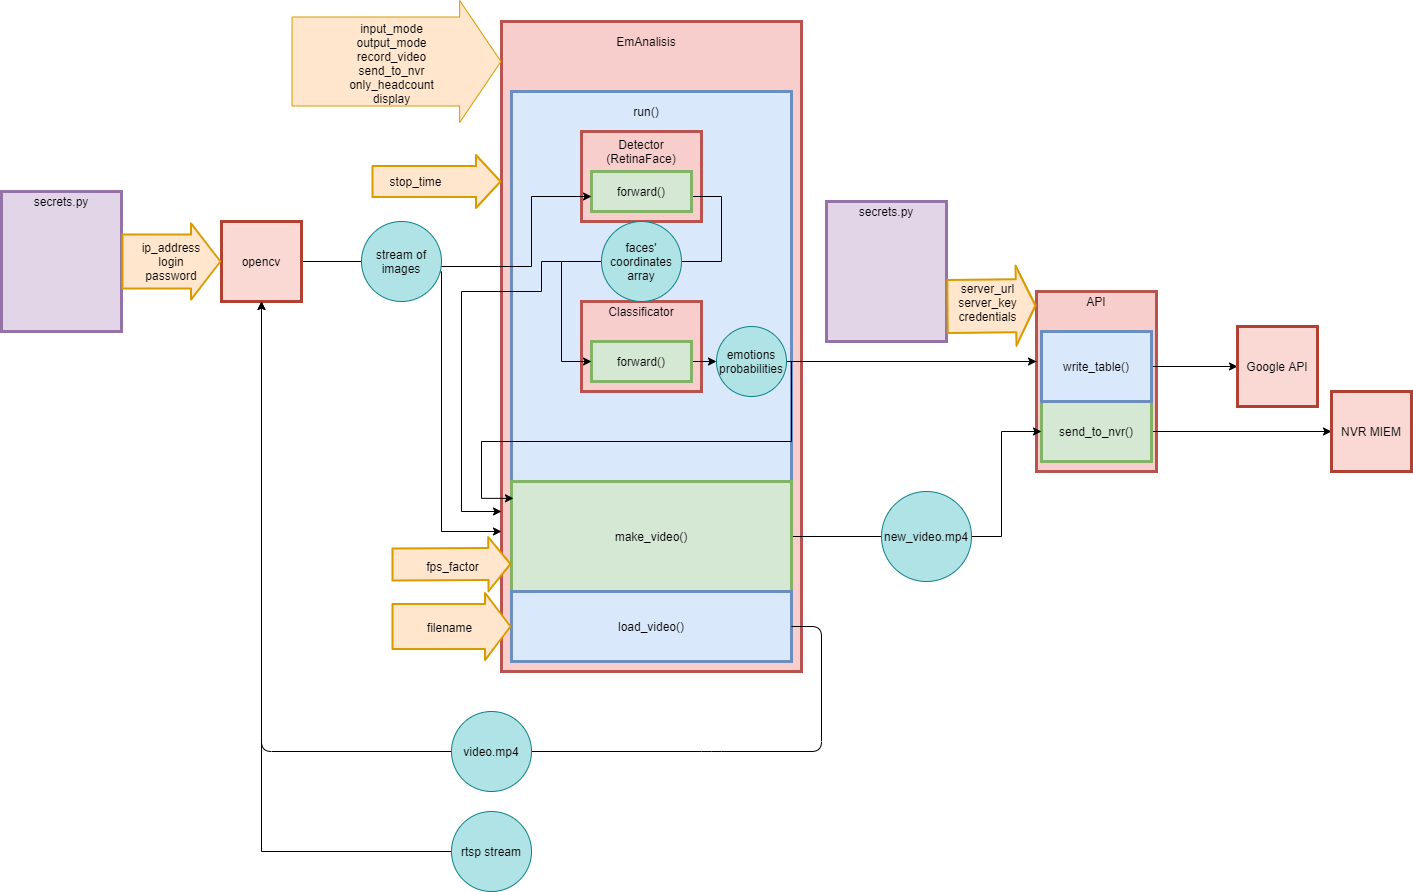 input_mode
output_mode
record_video
send_to_nvr
only_headcount
display
EmAnalisis
run()
Detector
(RetinaFace)
forward()
stop_time
secrets.py
ip_address
login
password
opencv
stream of
images
faces'
coordinates
array
Classificator
forward()
emotions
probabilities
secrets.py
server_url
server_key
credentials
API
write_table()
send_to_nvr()
Google API
NVR MIEM
make_video()
new_video.mp4
fps_factor
filename
load_video()
video.mp4
rtsp stream